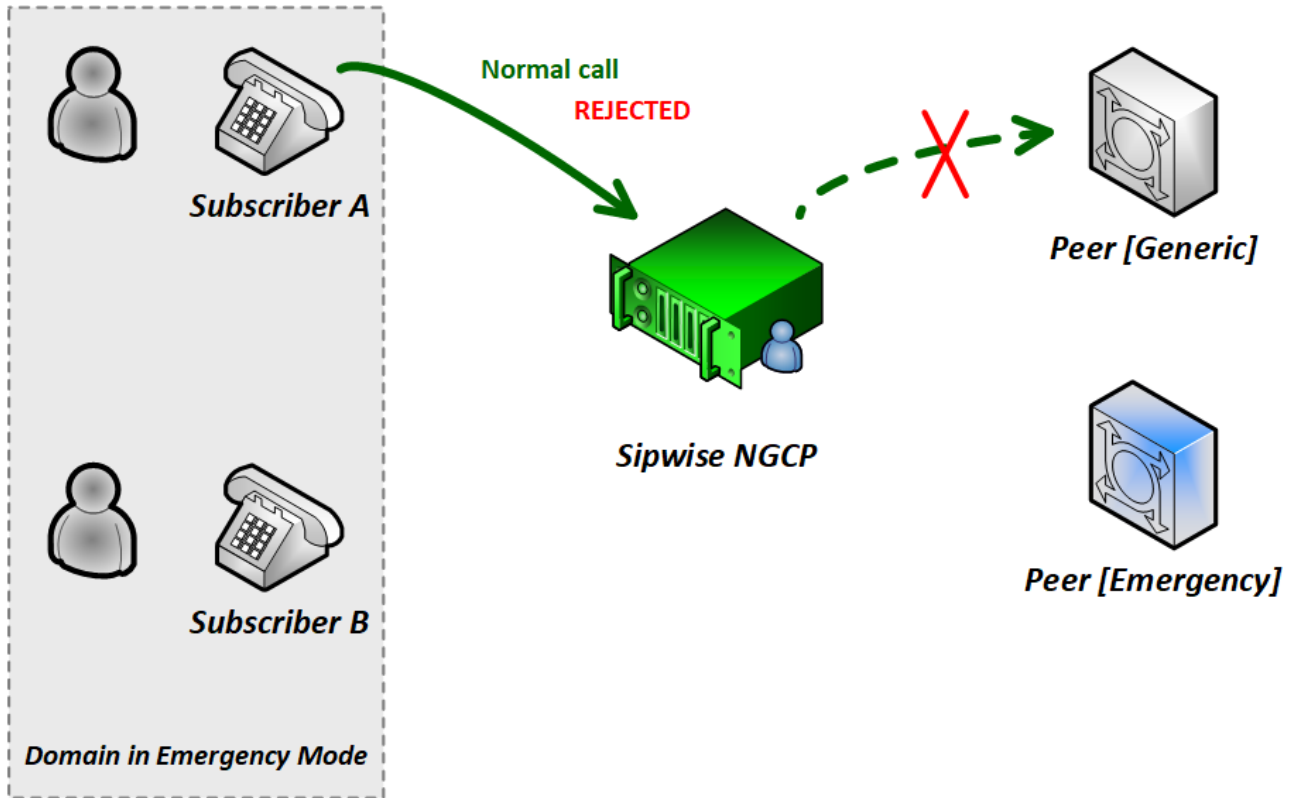 Normal call
REJECTED
Subscriber A
Peer [Generic]
Sipwise NGCP
Peer [Emergency]
Subscriber B
Domain in Emergency Mode